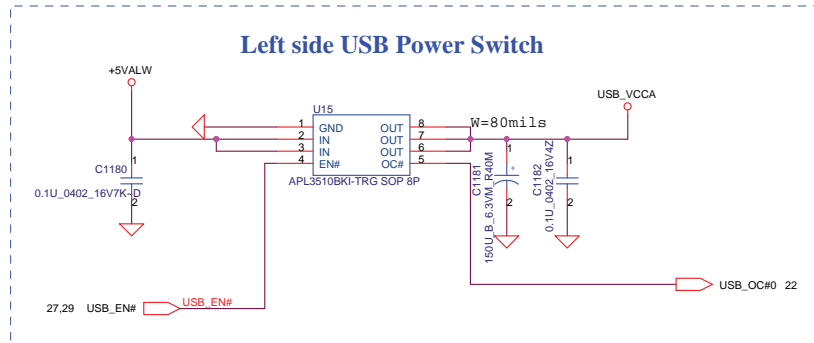 Left side USB Power Switch
+5VALW
USB_VCCA
U15
W=80mils
1 GND OUT 8
2 IN OUT 7
3 IN OUT 6
4 EN# OC# 5
APL3510BKI-TRG SOP 8P
1
C1180
0.1U_0402_16V7K~D
2
1
C1181
150U_B_6.3VM_R40M
+
2
1
C1182
0.1U_0402_16V4Z
2
USB_OC#0 22
27,29 USB_EN# USB_EN#